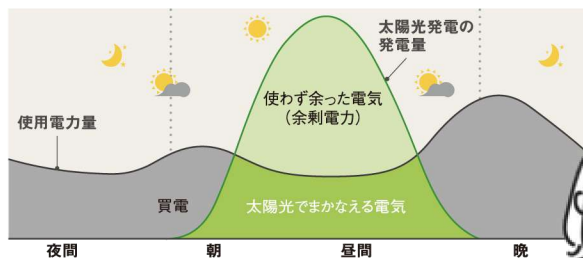 太陽光発電の
発電量
使わず余った電気
（余剰電力）
使用電力量
買電
太陽光でまかなえる電気
夜間
朝
昼間
晩